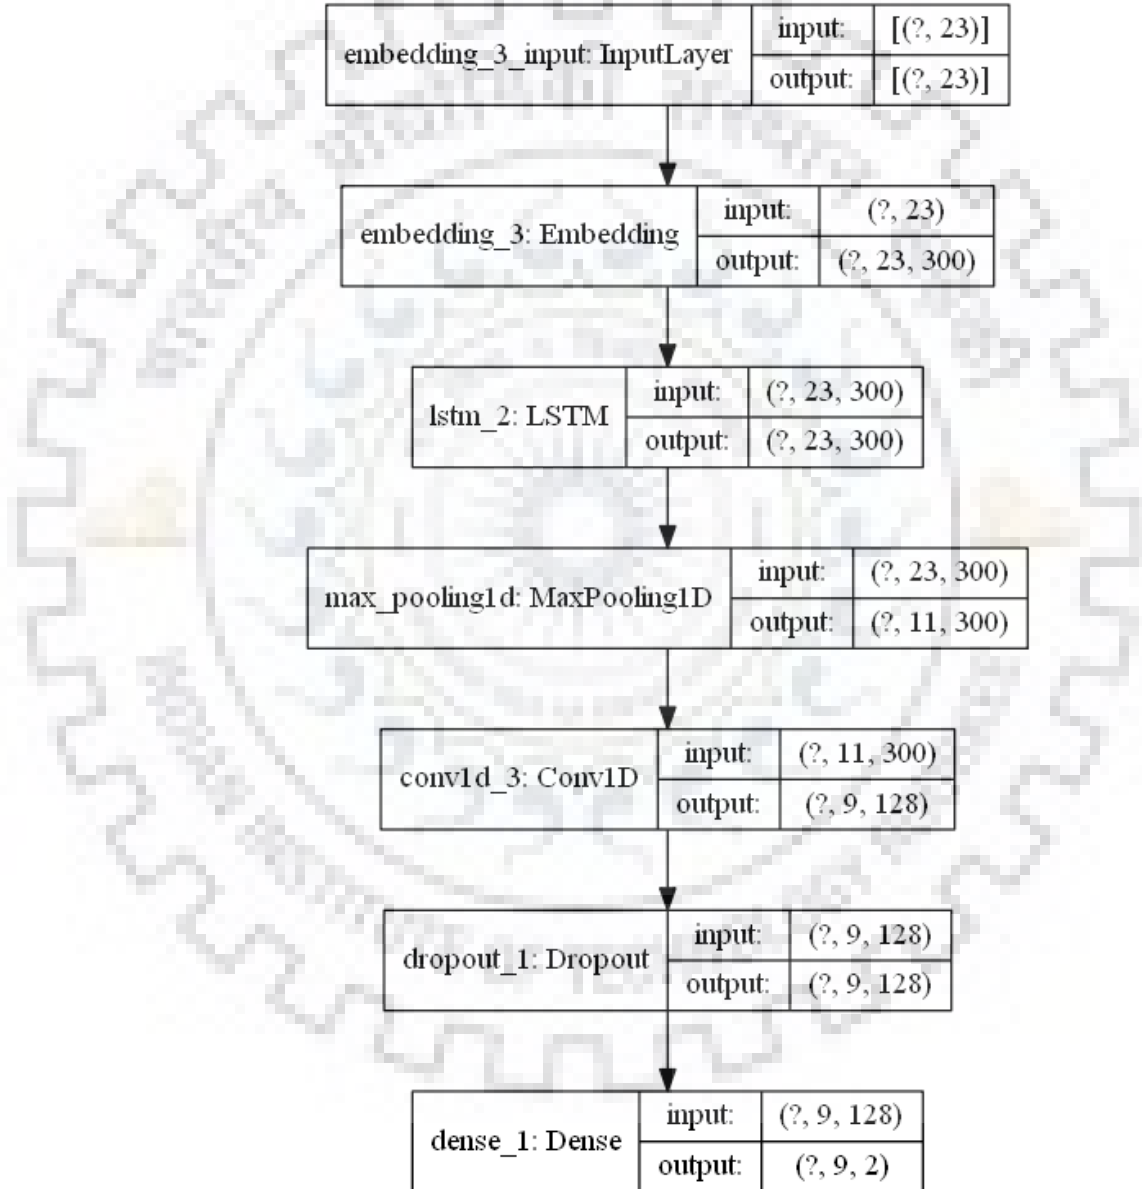 embedding_3_input: InputLayer
input: [(?, 23)]
output: [(?, 23)]
embedding_3: Embedding
input: (?, 23)
output: (?, 23, 300)
lstm_2: LSTM
input: (?, 23, 300)
output: (?, 23, 300)
max_pooling1d: MaxPooling1D
input: (?, 23, 300)
output: (?, 11, 300)
conv1d_3: Conv1D
input: (?, 11, 300)
output: (?, 9, 128)
dropout_1: Dropout
input: (?, 9, 128)
output: (?, 9, 128)
dense_1: Dense
input: (?, 9, 128)
output: (?, 9, 2)